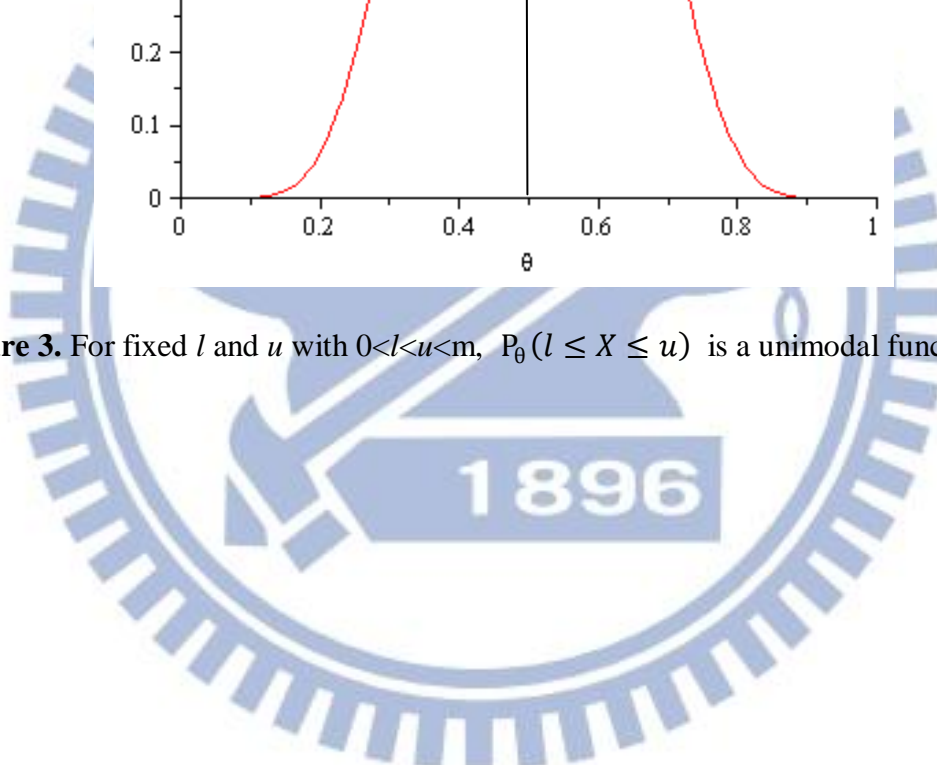 0.2
0.1
0
0 0.2 0.4 0.6 0.8 1
θ
re 3. For fixed l and u with 0<l<u<m, Pθ(l ≤ X ≤ u) is a unimodal func
1896